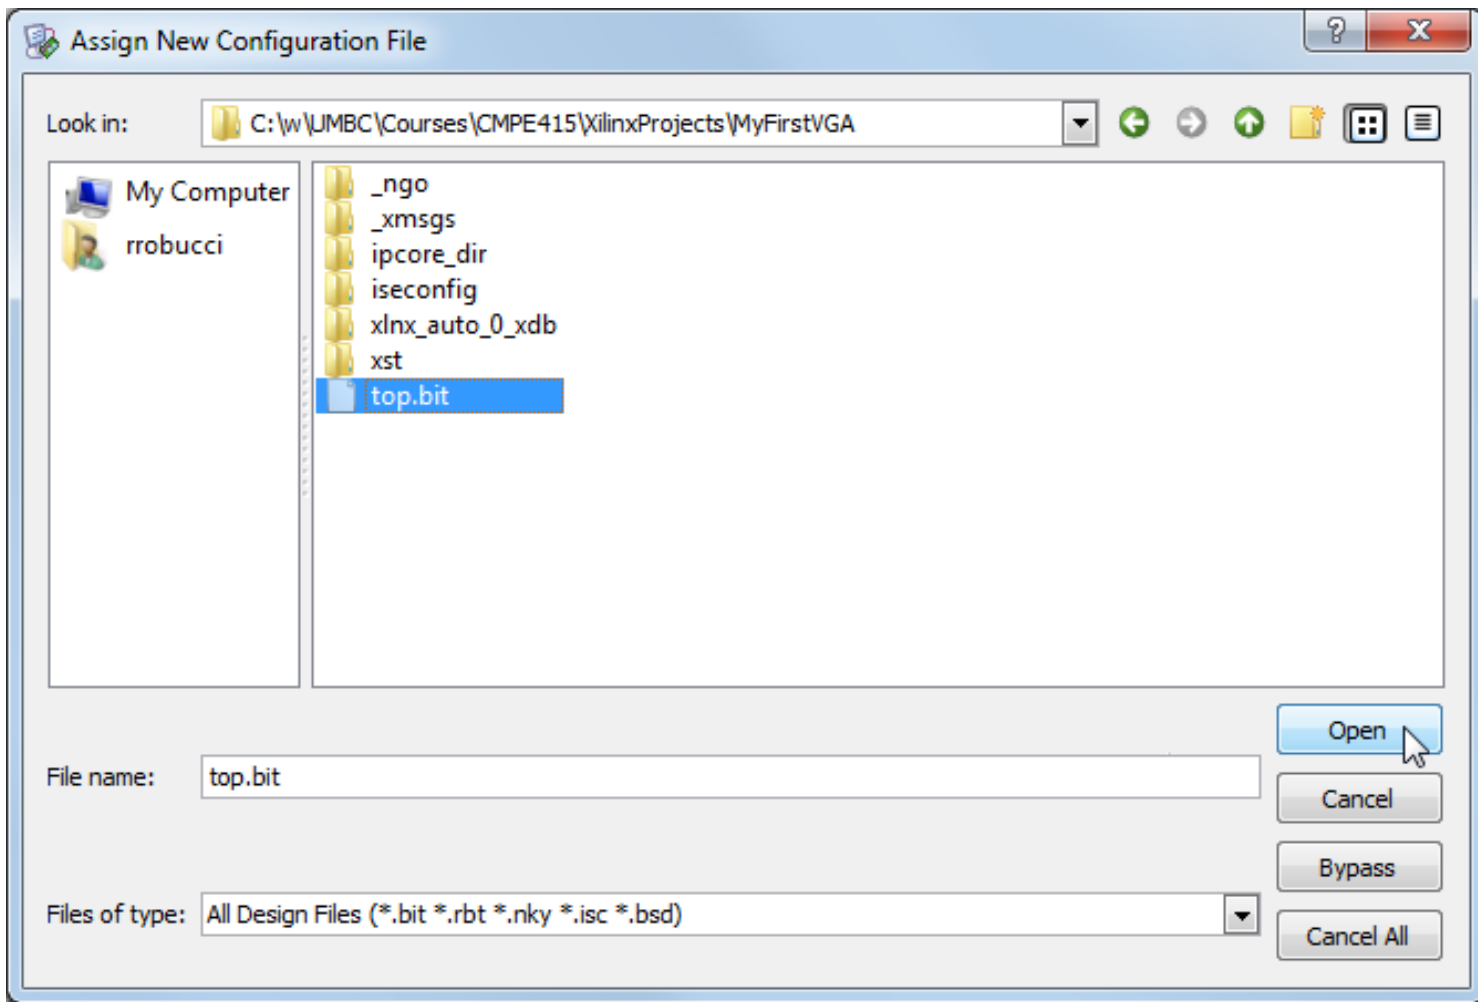 Assign New Configuration File
?
X
Look in:
C:\w\UMBC\Courses\CMPE415\XilinxProjects\MyFirstVGA
My Computer
rrobucci
_ngo
_xmsgs
ipcore_dir
iseconfig
xlnx_auto_0_xdb
xst
top.bit
Open
File name:
top.bit
Cancel
Bypass
Files of type:
All Design Files (*.bit *.rbt *.nky *.isc *.bsd)
Cancel All